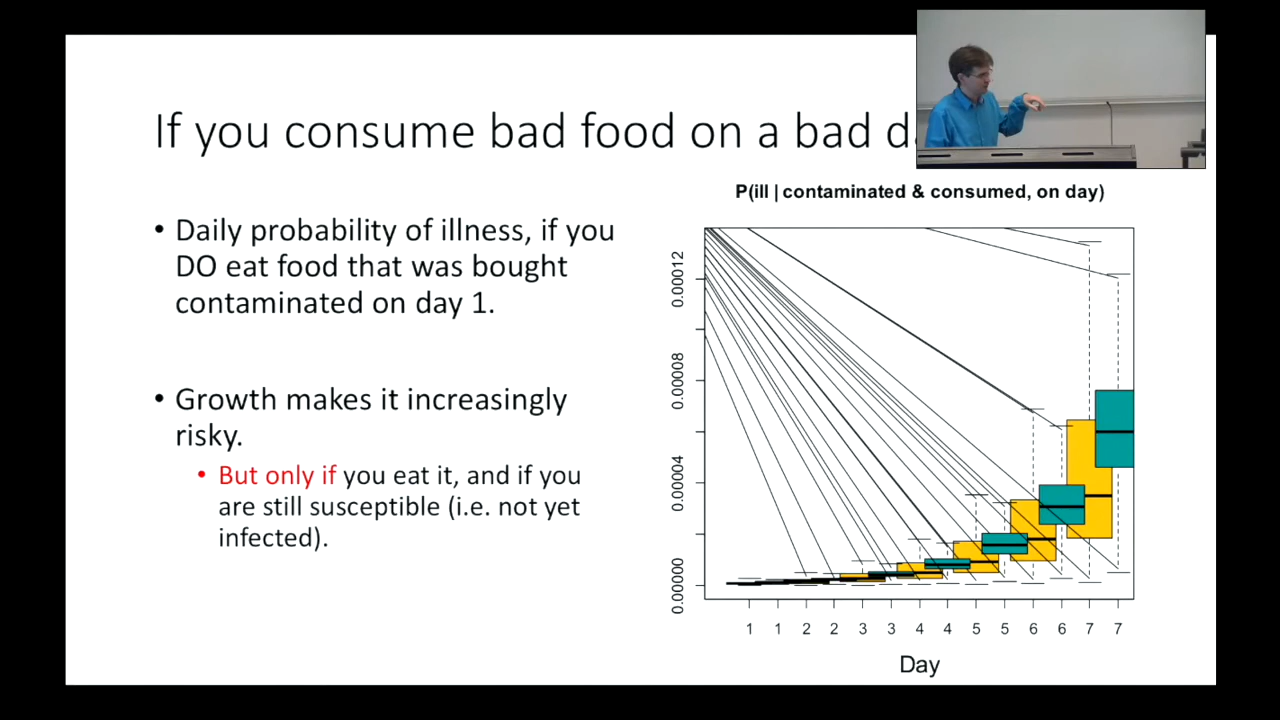 If you consume bad food on a bad
• Daily probability of illness, if you
DO eat food that was bought
contaminated on day 1.
• Growth makes it increasingly
risky.
• But only if you eat it, and if you
are still susceptible (i.e. not yet
infected).
P(ill | contaminated & consumed, on day)
0.00012
0.00008
0.00004
0.00000
1 1 2 2 3 3 4 4 5 5 6 6 7 7
Day